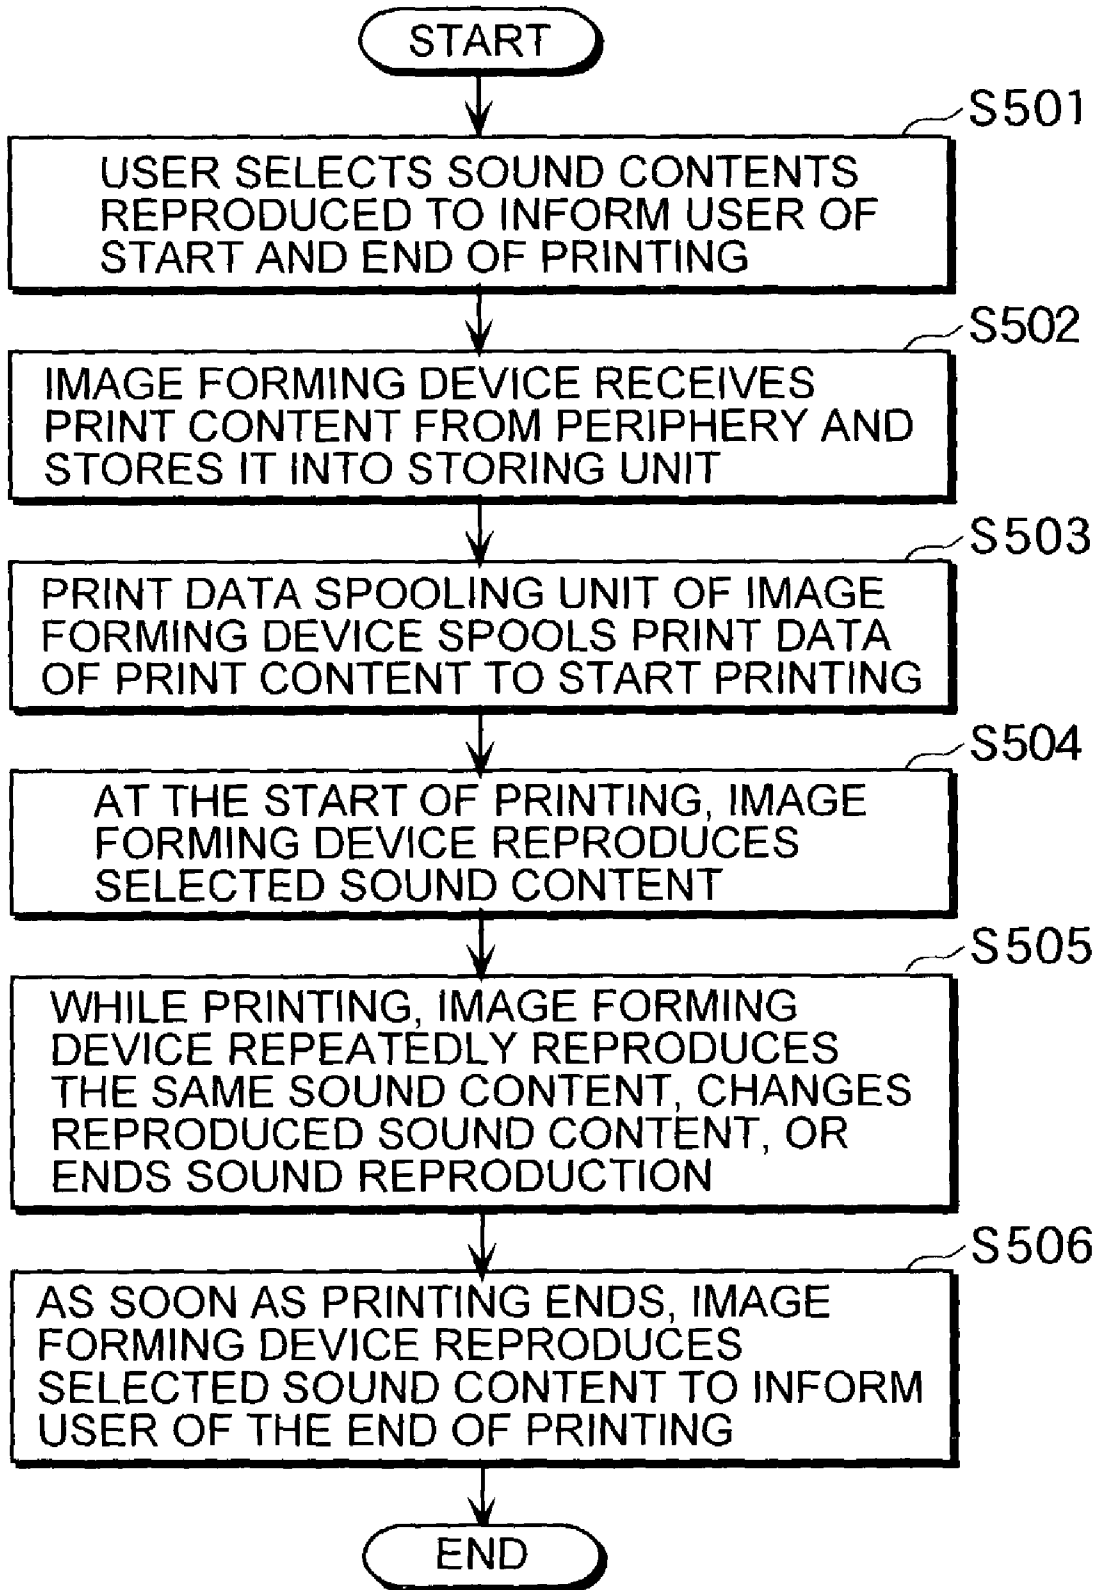 START
S501
USER SELECTS SOUND CONTENTS
REPRODUCED TO INFORM USER OF
START AND END OF PRINTING
S502
IMAGE FORMING DEVICE RECEIVES
PRINT CONTENT FROM PERIPHERY AND
STORES IT INTO STORING UNIT
S503
PRINT DATA SPOOLING UNIT OF IMAGE
FORMING DEVICE SPOOLS PRINT DATA
OF PRINT CONTENT TO START PRINTING
S504
AT THE START OF PRINTING, IMAGE
FORMING DEVICE REPRODUCES
SELECTED SOUND CONTENT
S505
WHILE PRINTING, IMAGE FORMING
DEVICE REPEATEDLY REPRODUCES
THE SAME SOUND CONTENT, CHANGES
REPRODUCED SOUND CONTENT, OR
ENDS SOUND REPRODUCTION
S506
AS SOON AS PRINTING ENDS, IMAGE
FORMING DEVICE REPRODUCES
SELECTED SOUND CONTENT TO INFORM
USER OF THE END OF PRINTING
END